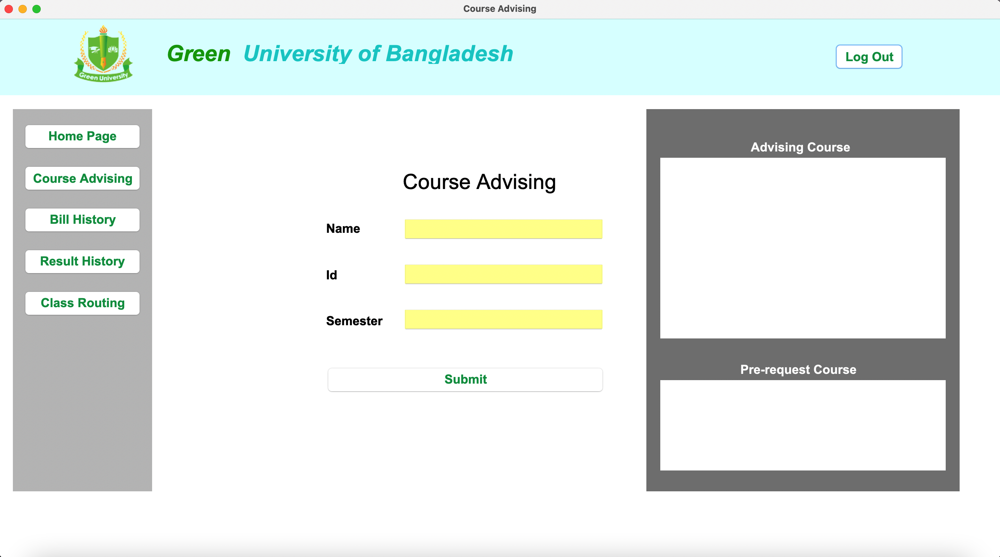 Course Advising
Green University
Green University of Bangladesh
Log Out
Home Page
Course Advising
Bill History
Result History
Class Routing
Course Advising
Name
Id
Semester
Submit
Advising Course
Pre-request Course